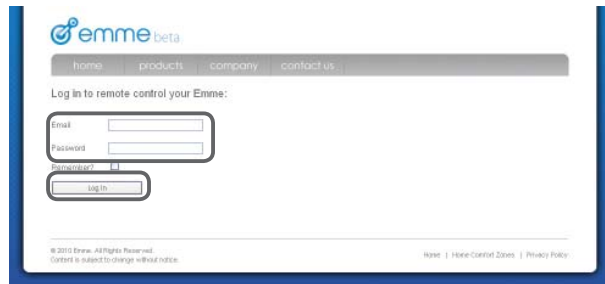 emme beta
home products company contact us
Log in to remote control your Emme:
Email
Password
Remember?
Log In
© 2010 Emme. All Rights Reserved.
Content is subject to change without notice.
Home | Home Comfort Zones | Privacy Policy